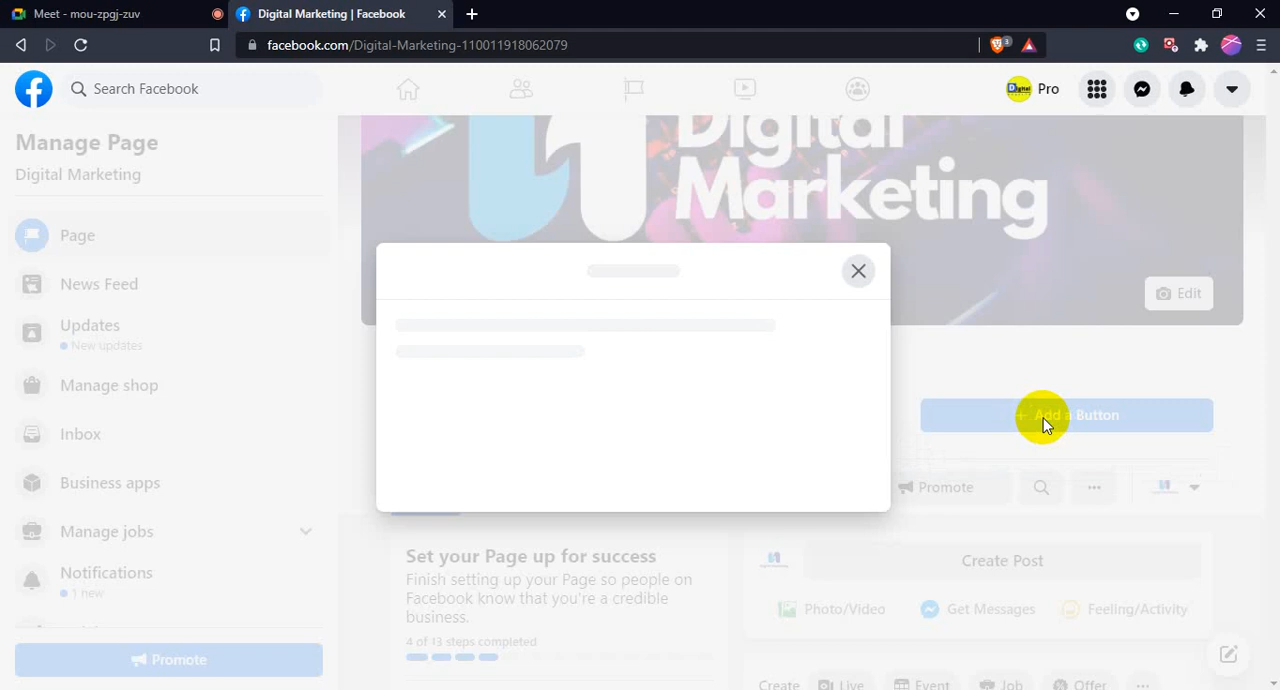 Meet - mou-zpgj-zuv
Digital Marketing | Facebook
facebook.com/Digital-Marketing-110011918062079
3
Search Facebook
Pro
Manage Page
Digital Marketing
Page
News Feed
Updates
New updates
Manage shop
Inbox
Business apps
Manage jobs
Notifications
1 new
Promote
Digital
Marketing
Edit
+ Add a Button
Promote
Set your Page up for success
Finish setting up your Page so people on
Facebook know that you're a credible
business.
4 of 13 steps completed
Create Post
Photo/Video
Get Messages
Feeling/Activity
Create
Live
Event
Job
Offer